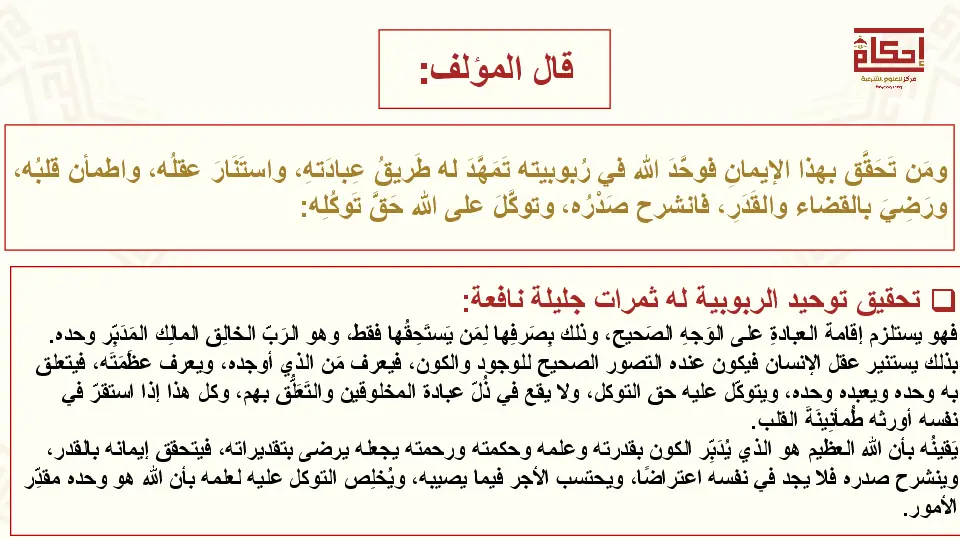 إحكام
مركز للعلوم الشرعية
قال المؤلف:
ومَن تَحَقَّق بهذا الإيمانِ فوحَّدَ الله في رُبوبيته تَمَهَّدَ له طَريقُ عِبادَتهِ، واستَنَارَ عقلُه، واطمأن قلبُه،
ورَضِيَ بالقضاء والقَدَرِ، فانشرح صَدْرُه، وتوكَّلَ على الله حَقَّ تَوكُلِه:
❑ تحقيق توحيد الربوبية له ثمرات جليلة نافعة:
فهو يستلزم إقامة العبادةِ على الوَجهِ الصَحيح، وذلك بِصَرفِها لِمَن يَستَحِقُها فقط، وهو الرَبّ الخالِق المالِك المَدَبِّر وحده.
بذلك يستنير عقل الإنسان فيكون عنده التصور الصحيح للوجودِ والكون، فيَعرف مَن الذي أوجده، ويعرف عظَمَتَه، فيتعلق
به وحده ويعبده وحده، ويتوكّل عليه حق التوكل، ولا يقع في ذُلّ عبادة المخلوقين والتَعَلُّق بهم، وكل هذا إذا استقرّ في
نفسه أورثه طُمأنِينَةَ القلب.
يَقينُه بأن الله العظيم هو الذي يُدَبِّر الكون بقدرته وعلمه وحكمته ورحمته يجعله يرضى بتقديراته، فيتحقق إيمانه بالقدر،
وينشرح صدره فلا يجد في نفسه اعتراضًا، ويحتسب الأجر فيما يصيبه، ويُخلِص التوكل عليه لعلمه بأن الله هو وحده مقدِّر
الأمور.